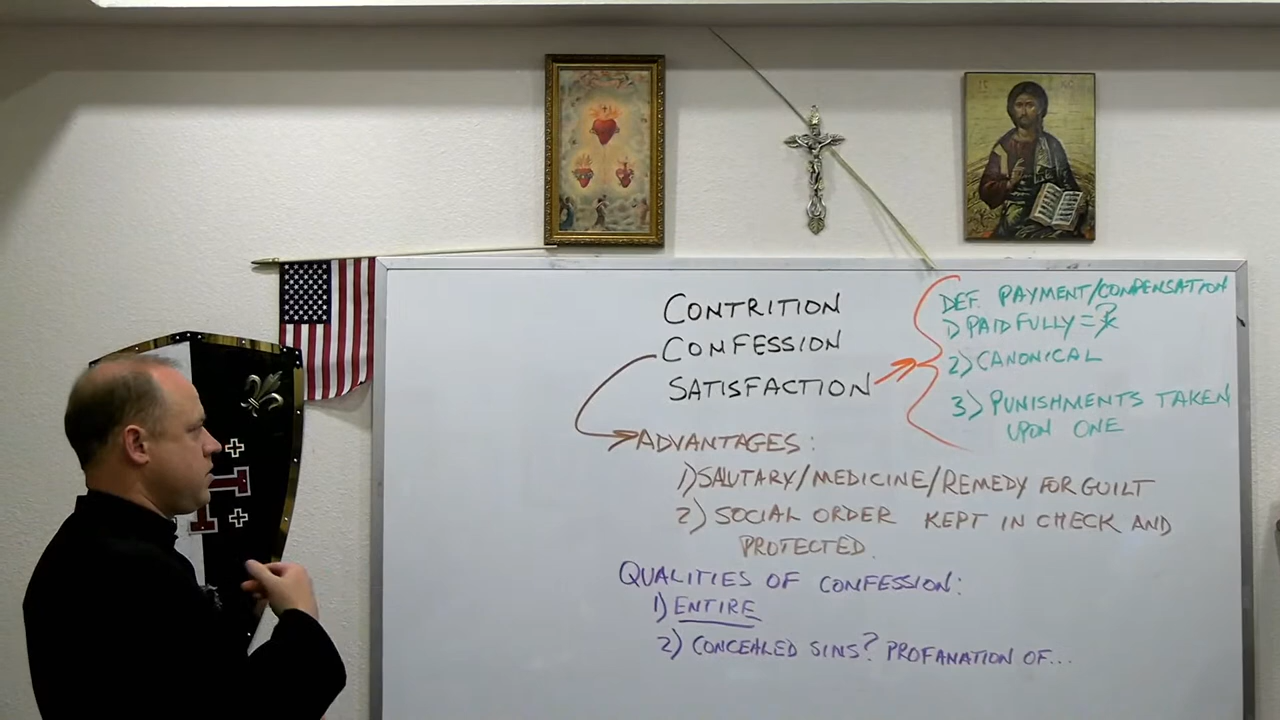 CONTRITION
CONFESSION
SATISFACTION
DEF. PAYMENT/COMPENSATION
1) PAID FULLY =
2) CANONICAL
3) PUNISHMENTS TAKEN
UPON ONE
ADVANTAGES:
1) SALUTARY/MEDICINE/REMEDY FOR GUILT
2) SOCIAL ORDER KEPT IN CHECK AND
PROTECTED.
QUALITIES OF CONFESSION:
1) ENTIRE
2) CONCEALED SINS? PROFANATION OF...